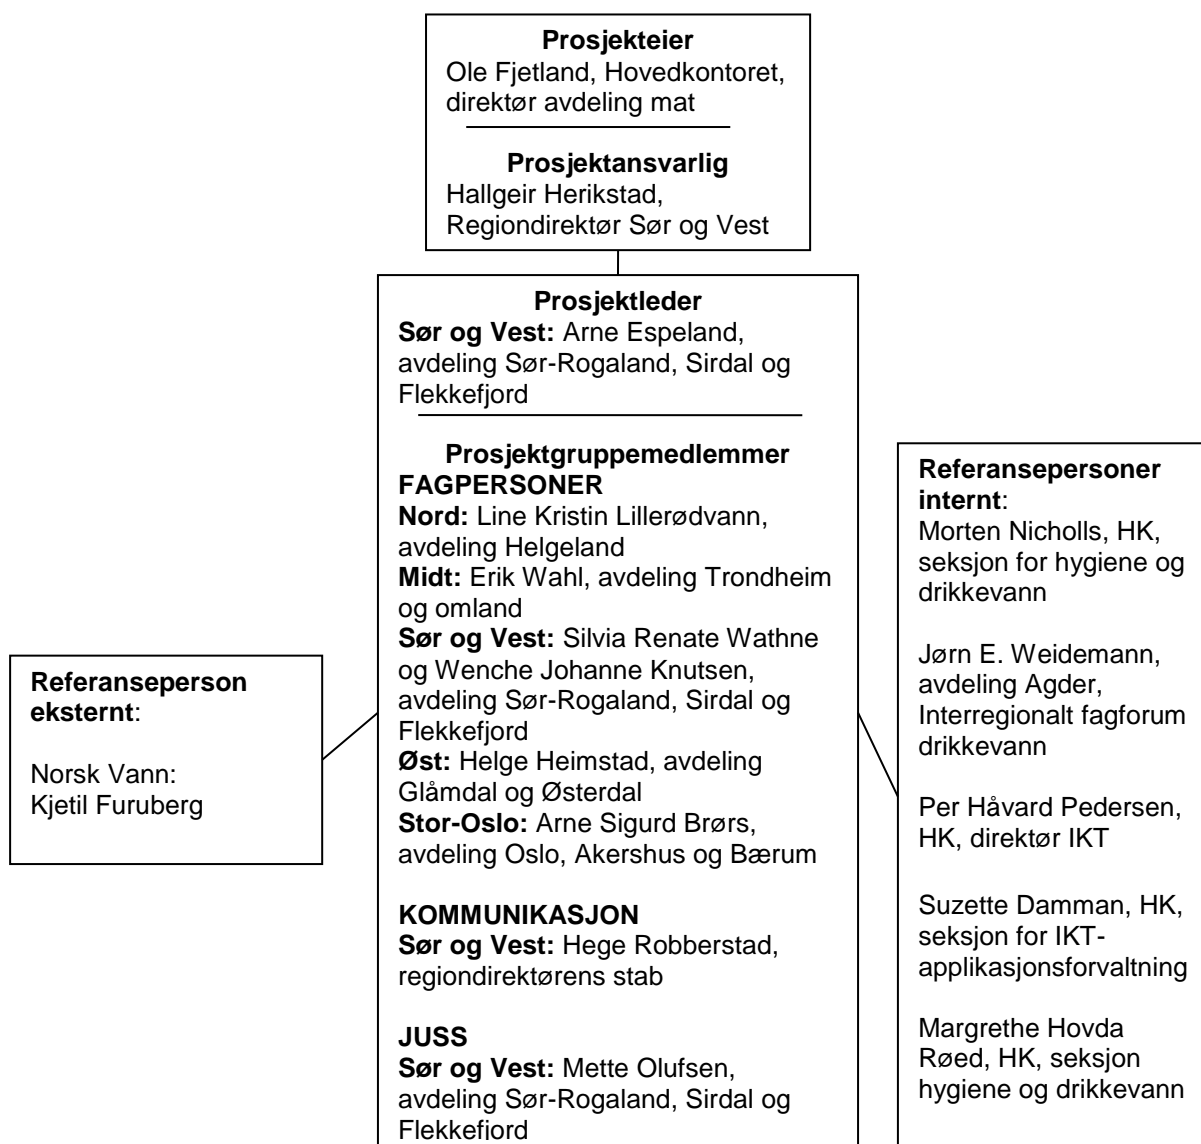 Prosjekteier
Ole Fjetland, Hovedkontoret,
direktør avdeling mat
Prosjektansvarlig
Hallgeir Herikstad,
Regiondirektør Sør og Vest
Prosjektleder
Sør og Vest: Arne Espeland,
avdeling Sør-Rogaland, Sirdal og
Flekkefjord
Prosjektgruppemedlemmer
FAGPERSONER
Nord: Line Kristin Lillerødvann,
avdeling Helgeland
Midt: Erik Wahl, avdeling Trondheim
og omland
Sør og Vest: Silvia Renate Wathne
og Wenche Johanne Knutsen,
avdeling Sør-Rogaland, Sirdal og
Flekkefjord
Øst: Helge Heimstad, avdeling
Glåmdal og Østerdal
Stor-Oslo: Arne Sigurd Brørs,
avdeling Oslo, Akershus og Bærum
KOMMUNIKASJON
Sør og Vest: Hege Robberstad,
regiondirektørens stab
JUSS
Sør og Vest: Mette Olufsen,
avdeling Sør-Rogaland, Sirdal og
Flekkefjord
Referanseperson
eksternt:
Norsk Vann:
Kjetil Furuberg
Referansepersoner
internt:
Morten Nicholls, HK,
seksjon for hygiene og
drikkevann
Jørn E. Weidemann,
avdeling Agder,
Interregionalt fagforum
drikkevann
Per Håvard Pedersen,
HK, direktør IKT
Suzette Damman, HK,
seksjon for IKT-
applikasjonsforvaltning
Margrethe Hovda
Røed, HK, seksjon
hygiene og drikkevann